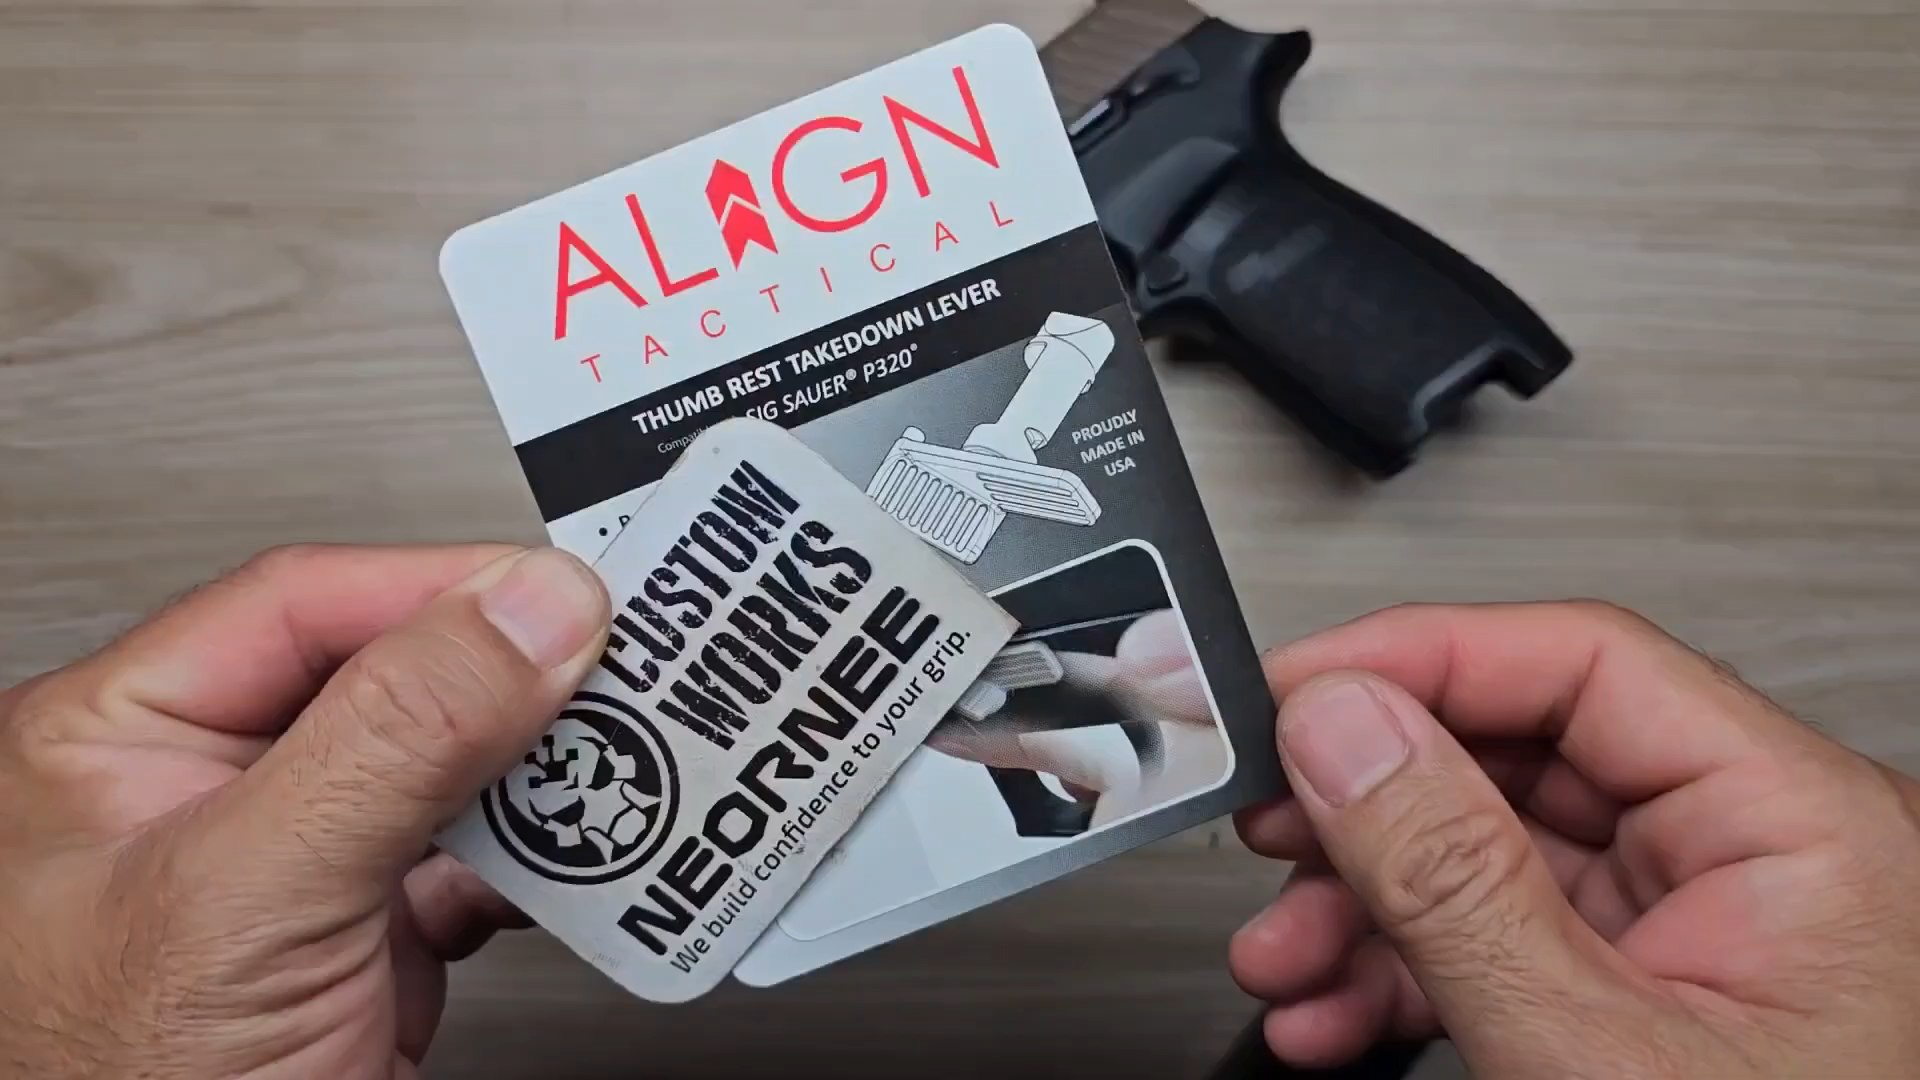 ALIGN
TACTICAL
THUMB REST TAKEDOWN LEVER
SIG SAUER® P320®
PROUDLY
MADE IN
USA
CUSTOM
WORKS
NEORNEE
We build confidence to your grip.